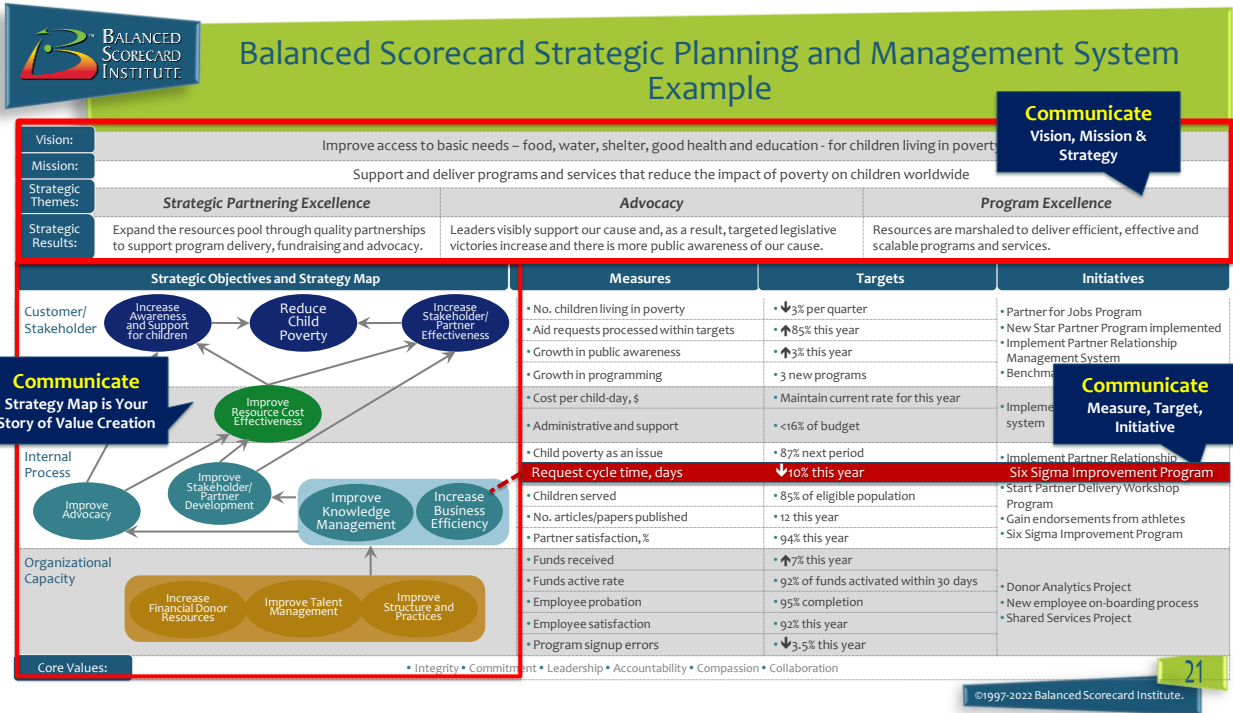 BALANCED
SCORECARD
INSTITUTE
™
Balanced Scorecard Strategic Planning and Management System
Example
Communicate
Vision, Mission &
Strategy
Vision:
Improve access to basic needs – food, water, shelter, good health and education - for children living in poverty
Mission:
Support and deliver programs and services that reduce the impact of poverty on children worldwide
Strategic
Themes:
Strategic Partnering Excellence
Advocacy
Program Excellence
Strategic
Results:
Expand the resources pool through quality partnerships
to support program delivery, fundraising and advocacy.
Leaders visibly support our cause and, as a result, targeted legislative
victories increase and there is more public awareness of our cause.
Resources are marshaled to deliver efficient, effective and
scalable programs and services.
Strategic Objectives and Strategy Map
Measures
Targets
Initiatives
Customer/
Stakeholder
Increase
Awareness
and Support
for children
Reduce
Child
Poverty
Increase
Stakeholder/
Partner
Effectiveness
• No. children living in poverty
• ↓3% per quarter
• Aid requests processed within targets
• ↑85% this year
• Growth in public awareness
• ↑3% this year
• Growth in programming
• 3 new programs
• Partner for Jobs Program
• New Star Partner Program implemented
• Implement Partner Relationship
Management System
Communicate
Strategy Map is Your
Story of Value Creation
Improve
Resource Cost
Effectiveness
• Cost per child-day, $
• Maintain current rate for this year
• Administrative and support
• <16% of budget
system
Communicate
Measure, Target,
Initiative
Internal
Process
Improve
Advocacy
Improve
Stakeholder/
Partner
Development
Improve
Knowledge
Management
Increase
Business
Efficiency
• Child poverty as an issue
• 87% next period
• Implement Partner Relationship
Request cycle time, days
↓10% this year
Six Sigma Improvement Program
• Children served
• 85% of eligible population
• No. articles/papers published
• 12 this year
• Partner satisfaction, %
• 94% this year
• Start Partner Delivery Workshop
Program
• Gain endorsements from athletes
• Six Sigma Improvement Program
Organizational
Capacity
Increase
Financial Donor
Resources
Improve Talent
Management
Improve
Structure and
Practices
• Funds received
• ↑7% this year
• Funds active rate
• 92% of funds activated within 30 days
• Employee probation
• 95% completion
• Employee satisfaction
• 92% this year
• Program signup errors
• ↓3.5% this year
• Donor Analytics Project
• New employee on-boarding process
• Shared Services Project
Core Values:
• Integrity • Commitment • Leadership • Accountability • Compassion • Collaboration
21
©1997-2022 Balanced Scorecard Institute.